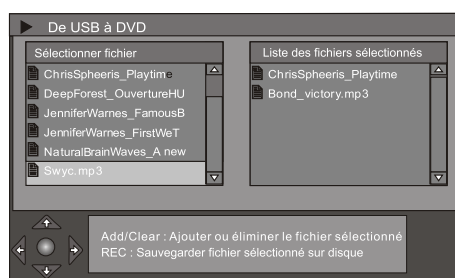 De USB à DVD
Sélectionner fichier
ChrisSpheeris_Playtime
DeepForest_OuvertureHU
JenniferWarnes_FamousB
JenniferWarnes_FirstWeT
NaturalBrainWaves_A new
Swyc.mp3
Liste des fichiers sélectionnés
ChrisSpheeris_Playtime
Bond_victory.mp3
Add/Clear : Ajouter ou éliminer le fichier sélectionné
REC : Sauvegarder fichier sélectionné sur disque